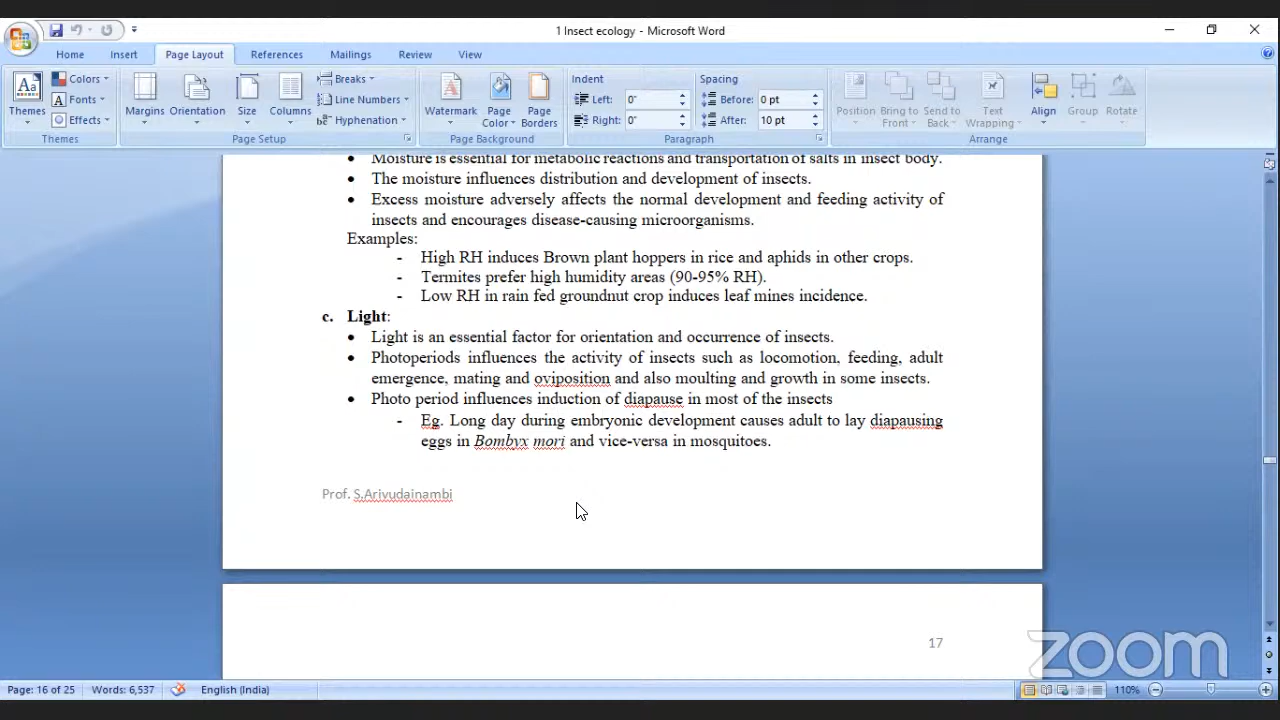 1 Insect ecology - Microsoft Word
Home Insert Page Layout References Mailings Review View
Themes Colors Fonts Effects Themes
Margins Orientation Size Columns Breaks Line Numbers Hyphenation Page Setup
Watermark Page Color Page Borders Page Background
Indent Left: 0" Right: 0" Spacing Before: 0 pt After: 10 pt Paragraph
Position Bring to Front Send to Back Text Wrapping Align Group Rotate Arrange
• Moisture is essential for metabolic reactions and transportation of salts in insect body.
• The moisture influences distribution and development of insects.
• Excess moisture adversely affects the normal development and feeding activity of
insects and encourages disease-causing microorganisms.
Examples:
- High RH induces Brown plant hoppers in rice and aphids in other crops.
- Termites prefer high humidity areas (90-95% RH).
- Low RH in rain fed groundnut crop induces leaf mines incidence.
c. Light:
• Light is an essential factor for orientation and occurrence of insects.
• Photoperiods influences the activity of insects such as locomotion, feeding, adult
emergence, mating and oviposition and also moulting and growth in some insects.
• Photo period influences induction of diapause in most of the insects
- Eg. Long day during embryonic development causes adult to lay diapausing
eggs in Bombyx mori and vice-versa in mosquitoes.
Prof. S.Arivudainambi
17
zoom
Page: 16 of 25 Words: 6,537 English (India) 110%